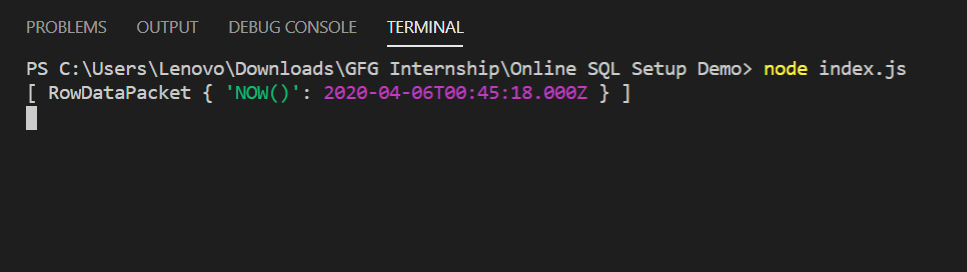 PROBLEMS OUTPUT DEBUG CONSOLE TERMINAL
PS C:\Users\Lenovo\Downloads\GFG Internship\Online SQL Setup Demo> node index.js
[ RowDataPacket { 'NOW()': 2020-04-06T00:45:18.000Z } ]